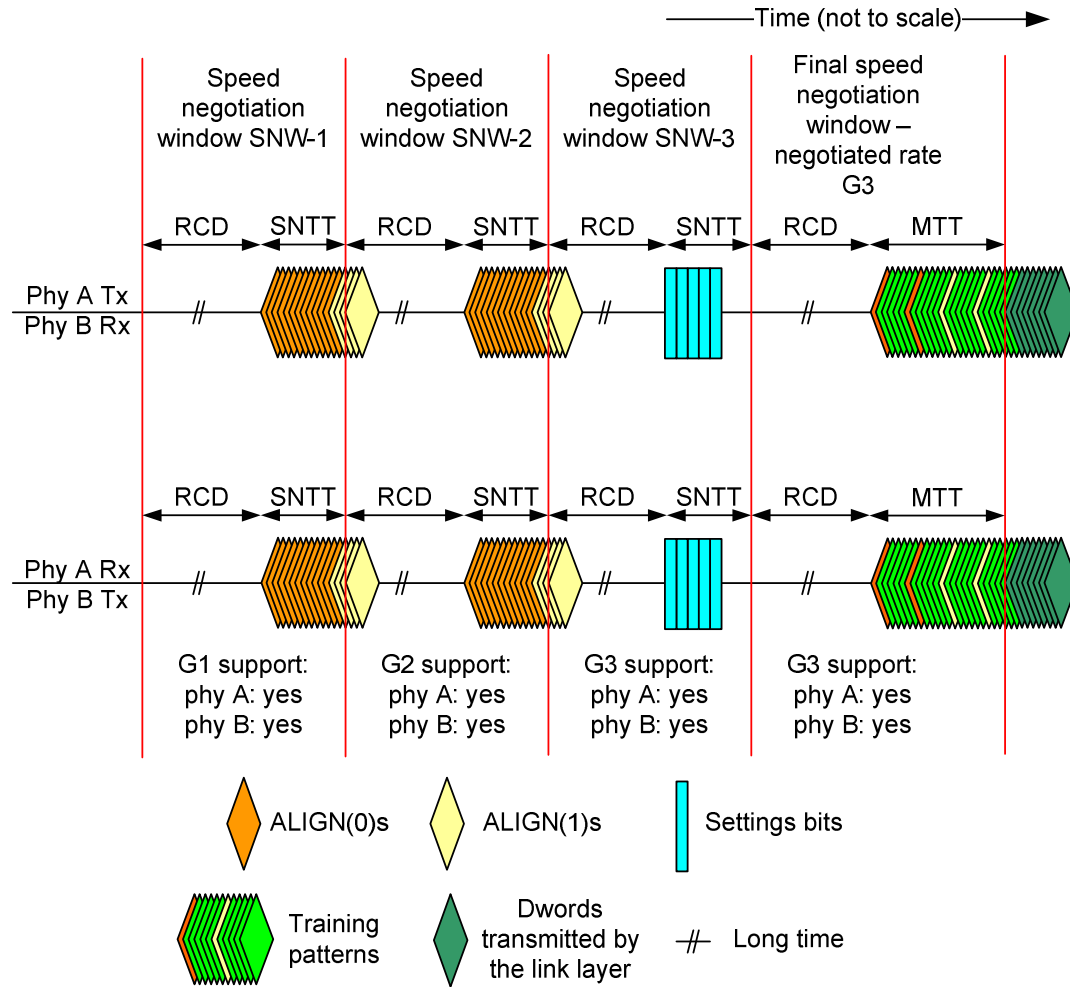 Time (not to scale)
Speed
negotiation
window SNW-1
Speed
negotiation
window SNW-2
Speed
negotiation
window SNW-3
Final speed
negotiation
window –
negotiated rate
G3
RCD SNTT RCD SNTT RCD SNTT RCD MTT
Phy A Tx
Phy B Rx
RCD SNTT RCD SNTT RCD SNTT RCD MTT
Phy A Rx
Phy B Tx
G1 support:
phy A: yes
phy B: yes
G2 support:
phy A: yes
phy B: yes
G3 support:
phy A: yes
phy B: yes
G3 support:
phy A: yes
phy B: yes
ALIGN(0)s
ALIGN(1)s
Settings bits
Training
patterns
Dwords
transmitted by
the link layer
Long time